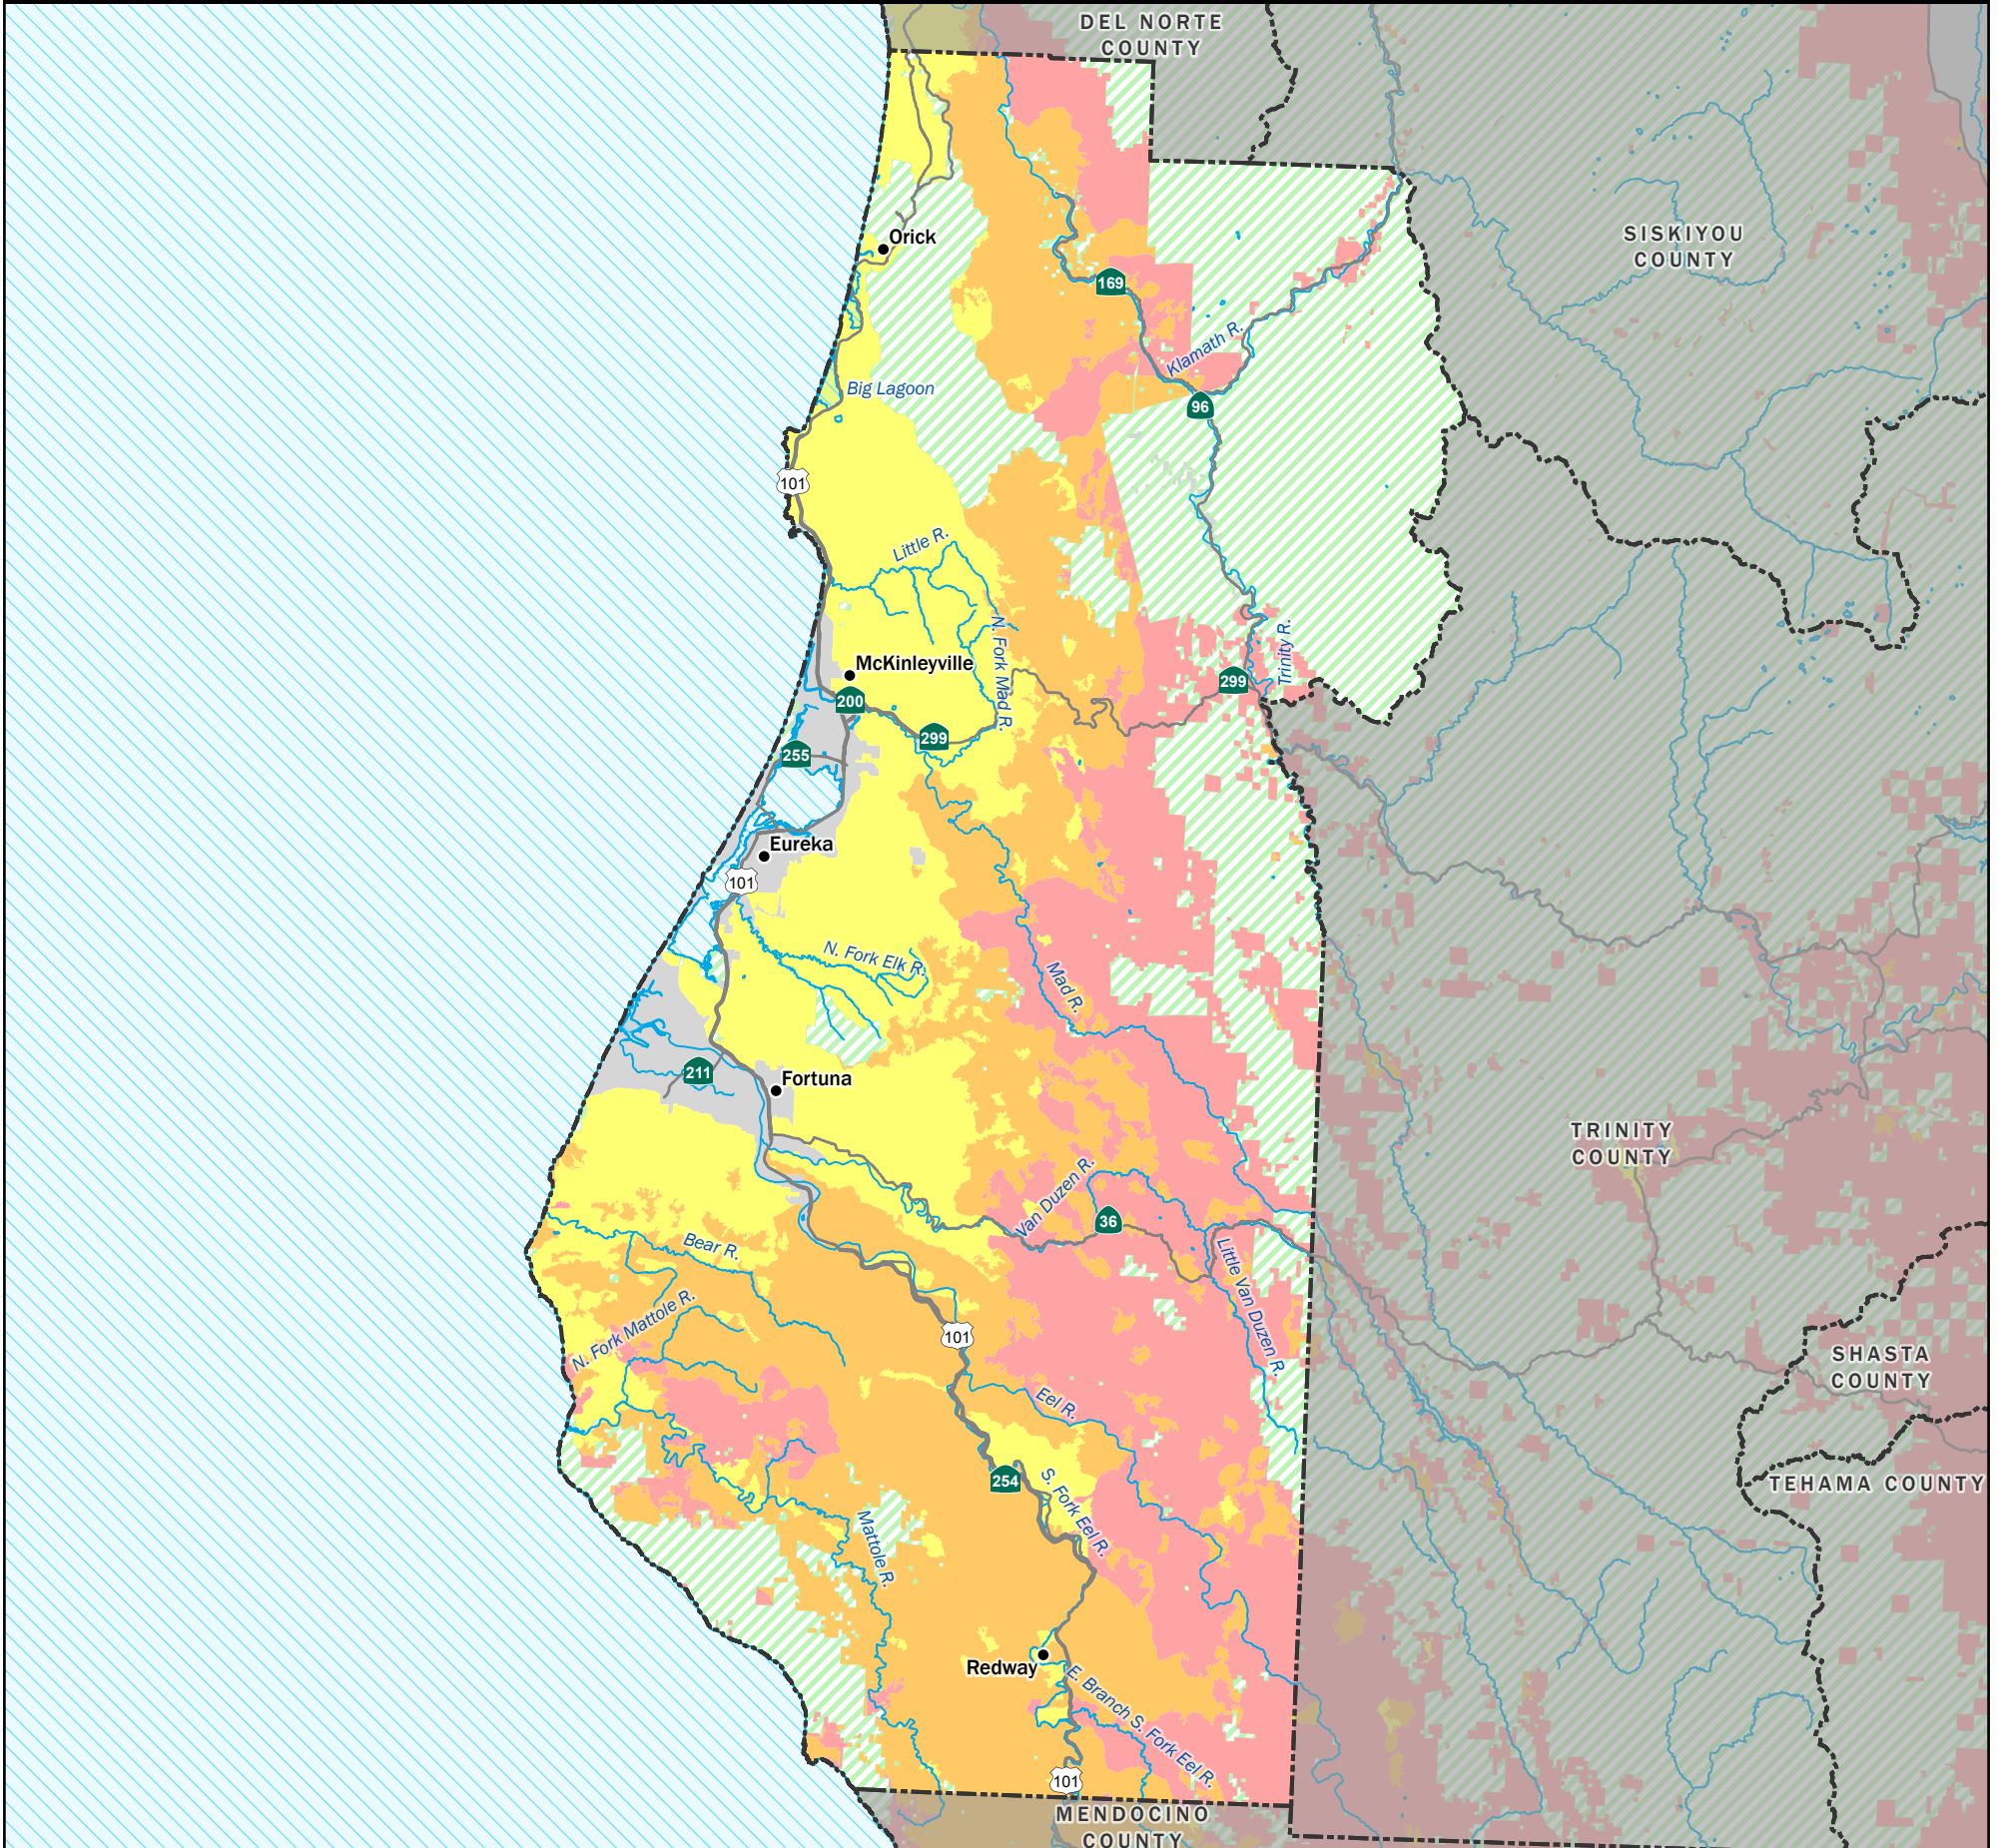 DEL NORTE
COUNTY
SISKIYOU
COUNTY
Orick
169
Klamath R.
Big Lagoon
96
101
Little R.
N. Fork Mad R.
Trinity R.
McKinleyville
299
200
299
255
Eureka
101
N. Fork Elk R.
Mad R.
211
Fortuna
TRINITY
COUNTY
Van Duzen R.
36
Bear R.
Little Van Duzen R.
N. Fork Mattole R.
101
SHASTA
COUNTY
Eel R.
254
S. Fork Eel R.
TEHAMA COUNTY
Mattole R.
Redway
E. Branch S. Fork Eel R.
101
MENDOCINO
COUNTY